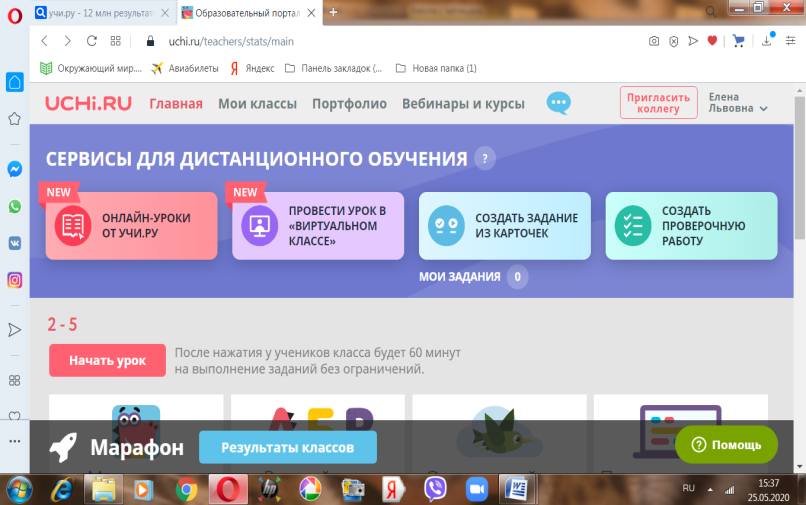 учи.ру - 12 млн результат
Образовательный портал
uchi.ru/teachers/stats/main
Окружающий мир....
Авиабилеты
Яндекс
Панель закладок (...
Новая папка (1)
UCHi.RU
Главная
Мои классы
Портфолио
Вебинары и курсы
Пригласить
коллегу
Елена
Львовна
СЕРВИСЫ ДЛЯ ДИСТАНЦИОННОГО ОБУЧЕНИЯ ?
NEW
ОНЛАЙН-УРОКИ
ОТ УЧИ.РУ
NEW
ПРОВЕСТИ УРОК В
«ВИРТУАЛЬНОМ
КЛАССЕ»
СОЗДАТЬ ЗАДАНИЕ
ИЗ КАРТОЧЕК
СОЗДАТЬ
ПРОВЕРОЧНУЮ
РАБОТУ
МОИ ЗАДАНИЯ 0
2 - 5
Начать урок
После нажатия у учеников класса будет 60 минут
на выполнение заданий без ограничений.
Марафон
Результаты классов
? Помощь
RU
15:37
25.05.2020